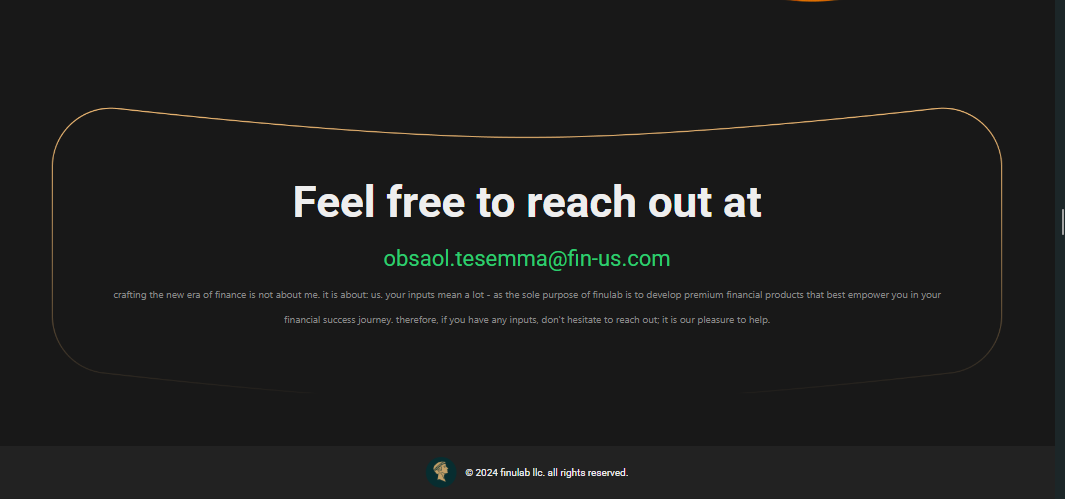 Feel free to reach out at
obsaol.tesemma@fin-us.com
crafting the new era of finance is not about me. it is about: us. your inputs mean a lot - as the sole purpose of finulab is to develop premium financial products that best empower you in your
financial success journey. therefore, if you have any inputs, don't hesitate to reach out; it is our pleasure to help.
© 2024 finulab llc. all rights reserved.